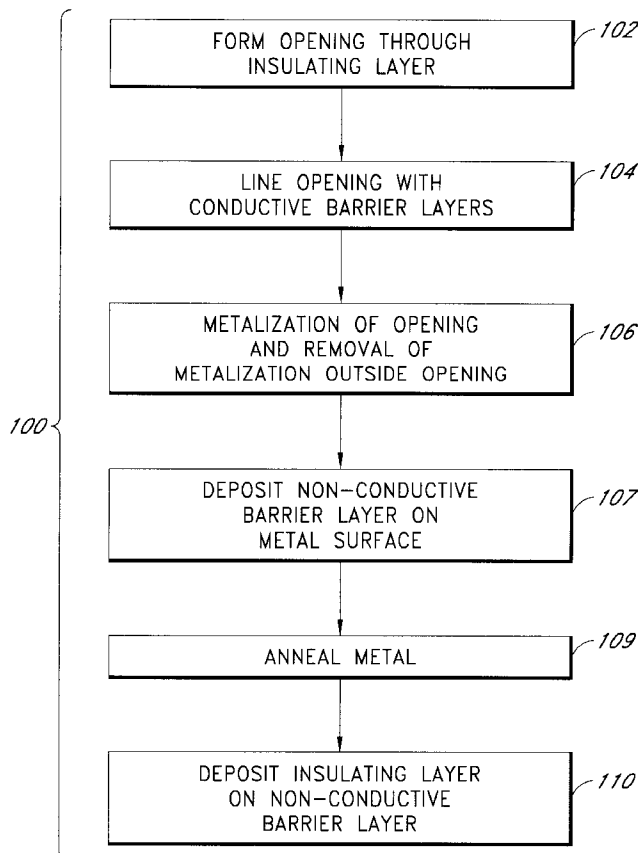 FORM OPENING THROUGH
INSULATING LAYER
102
LINE OPENING WITH
CONDUCTIVE BARRIER LAYERS
104
METALIZATION OF OPENING
AND REMOVAL OF
METALIZATION OUTSIDE OPENING
106
100
DEPOSIT NON-CONDUCTIVE
BARRIER LAYER ON
METAL SURFACE
107
ANNEAL METAL
109
DEPOSIT INSULATING LAYER
ON NON-CONDUCTIVE
BARRIER LAYER
110